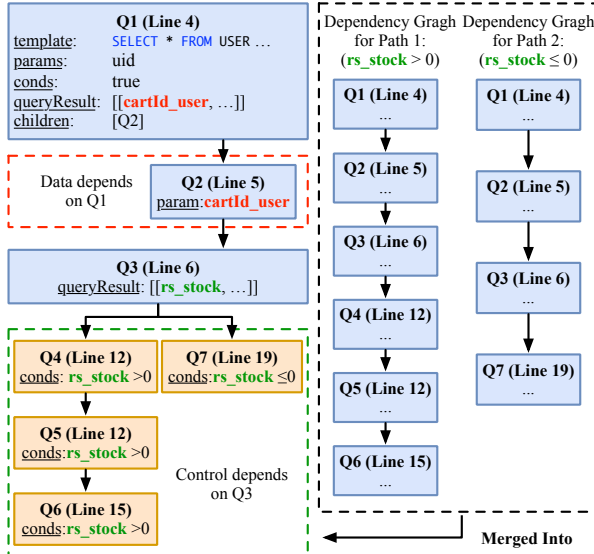 Q1 (Line 4)
template: SELECT * FROM USER ...
params: uid
conds: true
queryResult: [[cartId_user, ...]]
children: [Q2]
Data depends
on Q1
Q2 (Line 5)
param:cartId_user
Q3 (Line 6)
queryResult: [[rs_stock, ...]]
Q4 (Line 12)
conds: rs_stock >0
Q7 (Line 19)
conds:rs_stock ≤0
Q5 (Line 12)
conds:rs_stock >0
Q6 (Line 15)
conds:rs_stock >0
Control depends
on Q3
Dependency Gragh
for Path 1:
(rs_stock > 0)
Q1 (Line 4)
...
Q2 (Line 5)
...
Q3 (Line 6)
...
Q4 (Line 12)
...
Q5 (Line 12)
...
Q6 (Line 15)
...
Dependency Gragh
for Path 2:
(rs_stock ≤ 0)
Q1 (Line 4)
...
Q2 (Line 5)
...
Q3 (Line 6)
...
Q7 (Line 19)
...
Merged Into